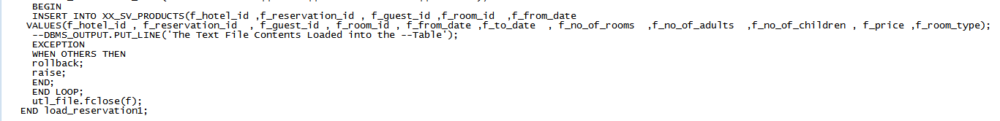 BEGIN
INSERT INTO XX_SV_PRODUCTS(f_hotel_id ,f_reservation_id , f_guest_id ,f_room_id  ,f_from_date
VALUES(f_hotel_id , f_reservation_id  , f_guest_id , f_room_id , f_from_date ,f_to_date  , f_no_of_rooms  ,f_no_of_adults  ,f_no_of_children , f_price ,f_room_type);
--DBMS_OUTPUT.PUT_LINE('The Text File Contents Loaded into the --Table');
EXCEPTION
WHEN OTHERS THEN
rollback;
raise;
END;
END LOOP;
utl_file.fclose(f);
END load_reservation1;